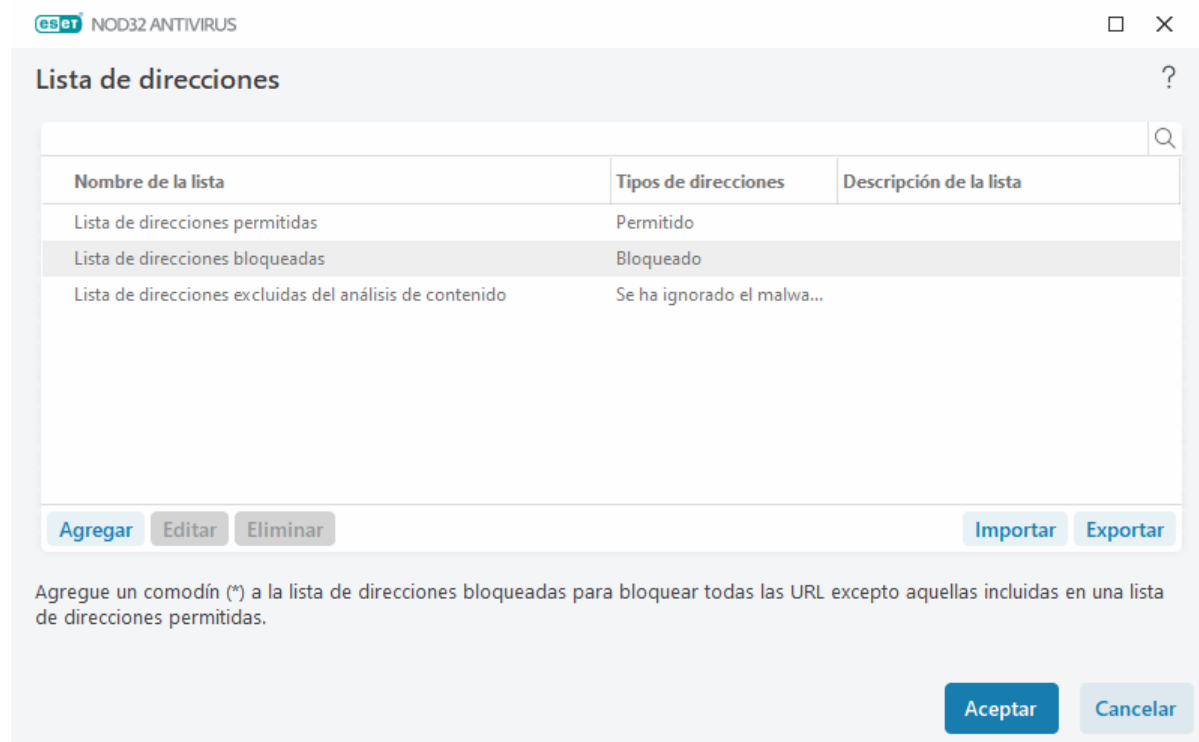 eset NOD32 ANTIVIRUS
Lista de direcciones
?
Nombre de la lista Tipos de direcciones Descripción de la lista
Lista de direcciones permitidas Permitido
Lista de direcciones bloqueadas Bloqueado
Lista de direcciones excluidas del análisis de contenido Se ha ignorado el malwa...
Agregar Editar Eliminar Importar Exportar
Agregue un comodín (*) a la lista de direcciones bloqueadas para bloquear todas las URL excepto aquellas incluidas en una lista
de direcciones permitidas.
Aceptar Cancelar